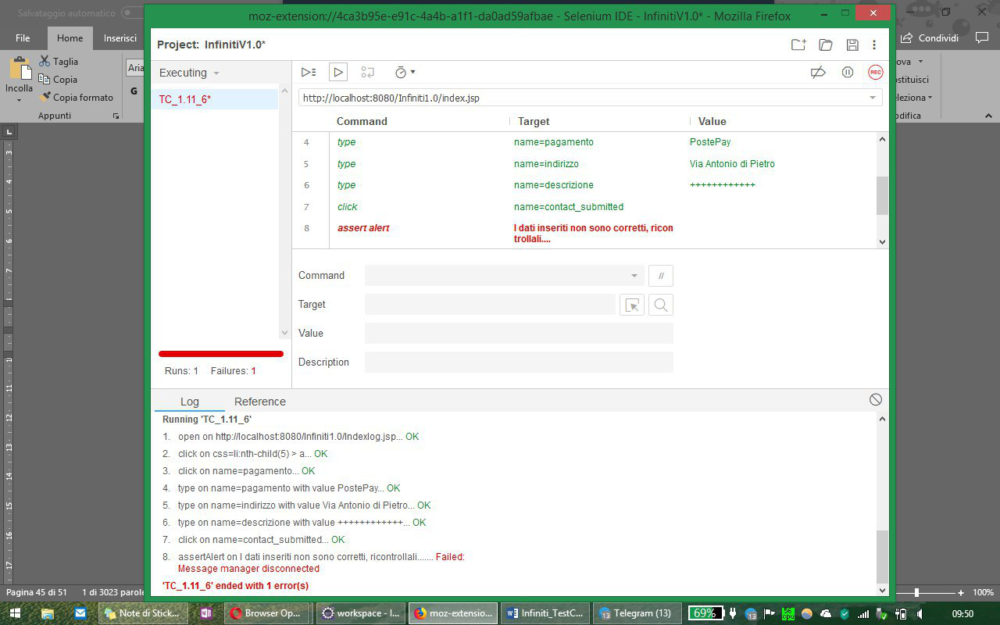 Salvataggio automatico
moz-extension://4ca3b95e-e91c-4a4b-a1f1-da0ad59afbae - Selenium IDE - InfinitiV1.0* - Mozilla Firefox
File Home Inserisci
Condividi
Project: InfinitiV1.0*
Taglia
Copia
Copia formato
Incolla
Appunti
Aria
G
ova
stituisci
eleziona
odifica
Executing
REC
TC_1.11_6*
http://localhost:8080/Infiniti1.0/index.jsp
Command Target Value
4 type name=pagamento PostePay
5 type name=indirizzo Via Antonio di Pietro
6 type name=descrizione ++++++++++++
7 click name=contact_submitted
8 assert alert I dati inseriti non sono corretti, ricon
trollali....
Command //
Target
Value
Description
Runs: 1 Failures: 1
Log Reference
Running 'TC_1.11_6'
1. open on http://localhost:8080/Infiniti1.0/Indexlog.jsp... OK
2. click on css=li:nth-child(5) > a... OK
3. click on name=pagamento... OK
4. type on name=pagamento with value PostePay... OK
5. type on name=indirizzo with value Via Antonio di Pietro... OK
6. type on name=descrizione with value ++++++++++++... OK
7. click on name=contact_submitted... OK
8. assertAlert on I dati inseriti non sono corretti, ricontrollali....... Failed:
Message manager disconnected
'TC_1.11_6' ended with 1 error(s)
Pagina 45 di 51 1 di 3023 parole
100%
Note di Stick... Browser Op... workspace - I... moz-extensio... Infiniti_TestC... Telegram (13) 69% 09:50